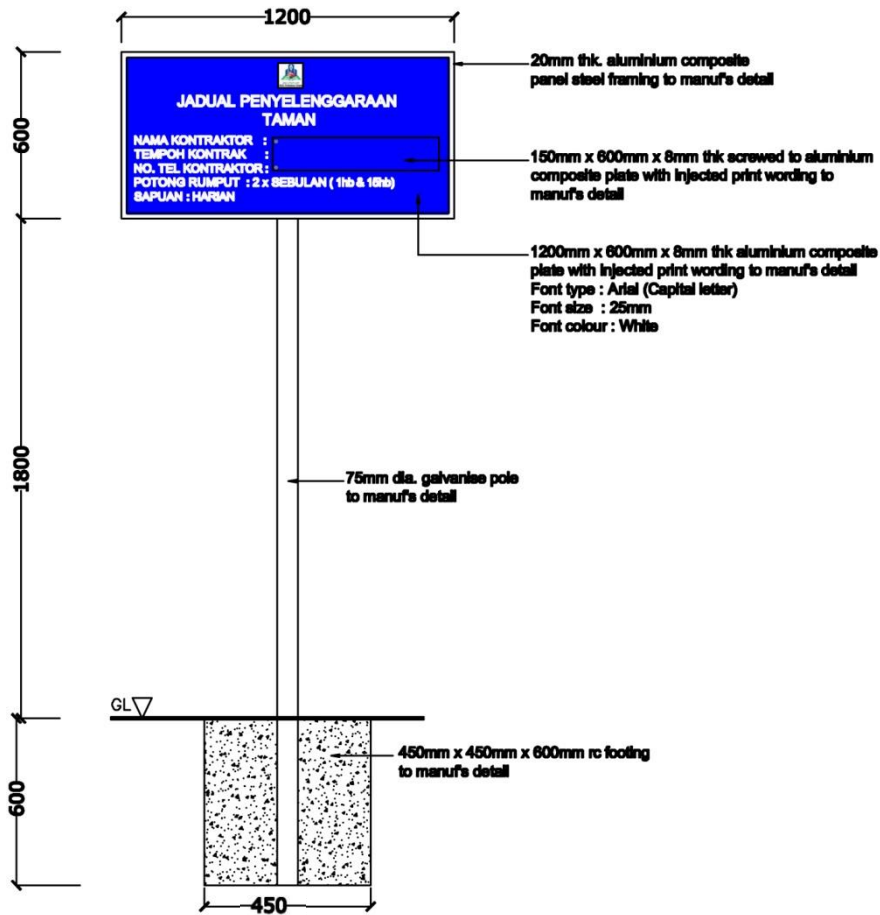 1200
600
JADUAL PENYELENGGARAAN
TAMAN
NAMA KONTRAKTOR :
TEMPOH KONTRAK :
NO. TEL KONTRAKTOR :
POTONG RUMPUT : 2 x SEBULAN ( 1hb & 15hb)
SAPUAN : HARIAN
20mm thk. aluminium composite
panel steel framing to manuf's detail
150mm x 600mm x 8mm thk screwed to aluminium
composite plate with injected print wording to
manuf's detail
1200mm x 600mm x 8mm thk aluminium composite
plate with injected print wording to manuf's detail
Font type : Arial (Capital letter)
Font size : 25mm
Font colour : White
1800
75mm dia. galvanise pole
to manuf's detail
GL
600
450mm x 450mm x 600mm rc footing
to manuf's detail
450